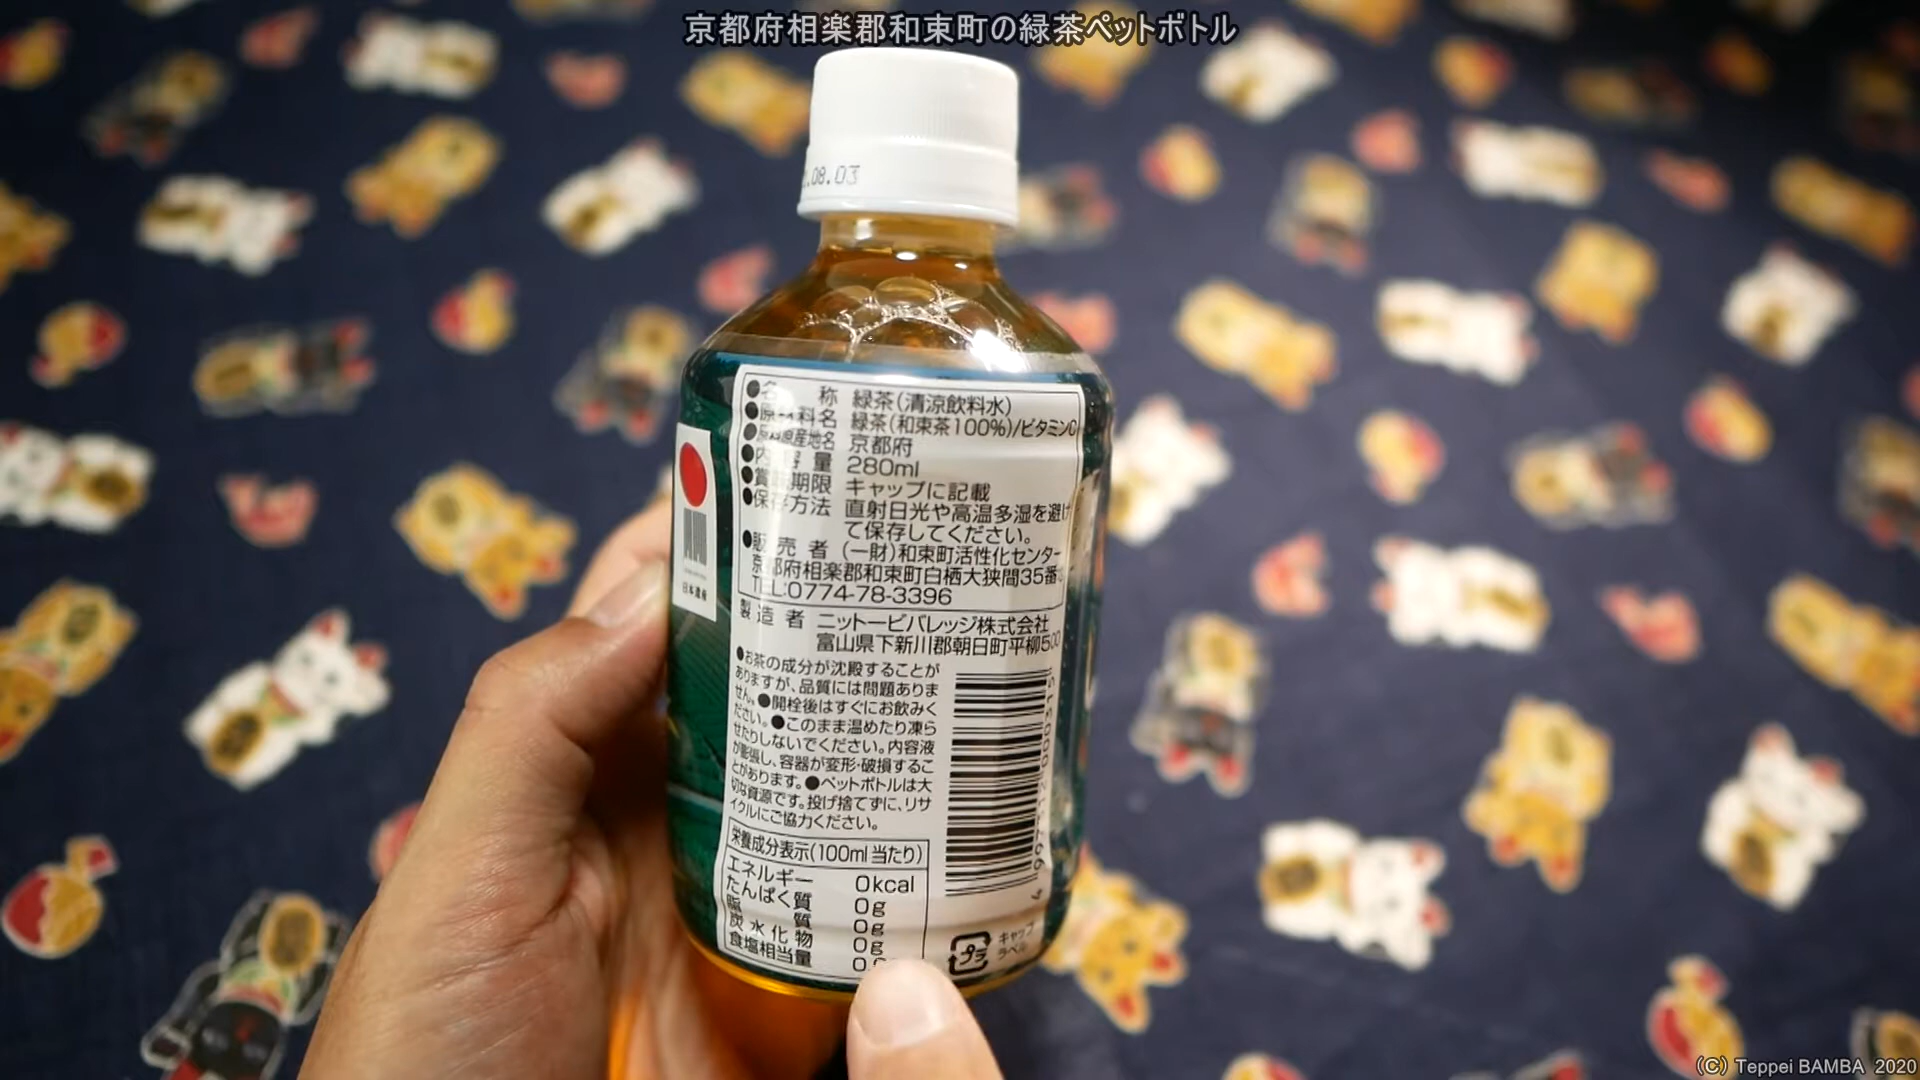 京都府相楽郡和束町の緑茶ペットボトル
.08.03
●名称 緑茶(清涼飲料水)
●原材料名 緑茶(和束茶100%)/ビタミンC
●原料原産地名 京都府
●内容量 280ml
●賞味期限 キャップに記載
●保存方法 直射日光や高温多湿を避け
て保存してください。
●販売者 (一財)和束町活性化センター
京都府相楽郡和束町白栖大狭間35番
TEL:0774-78-3396
製造者 ニットービバレッジ株式会社
富山県下新川郡朝日町平柳500
日本遺産
●お茶の成分が沈殿することが
ありますが、品質には問題ありま
せん。●開栓後はすぐにお飲みく
ださい。●このまま温めたり凍ら
せたりしないでください。内容液
が膨張し、容器が変形・破損するこ
とがあります。●ペットボトルは大
切な資源です。投げ捨てずに、リサ
イクルにご協力ください。
栄養成分表示(100ml当たり)
エネルギー 0kcal
たんぱく質 0g
脂質 0g
炭水化物 0g
食塩相当量
プラ
キャップ
ラベル
(C) Teppei BAMBA 2020